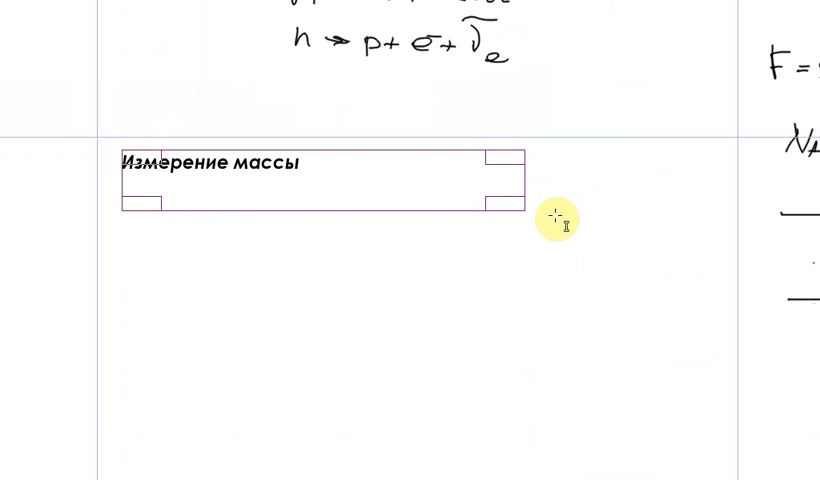 n → p + e⁻ + ν̃e
F =
Измерение массы